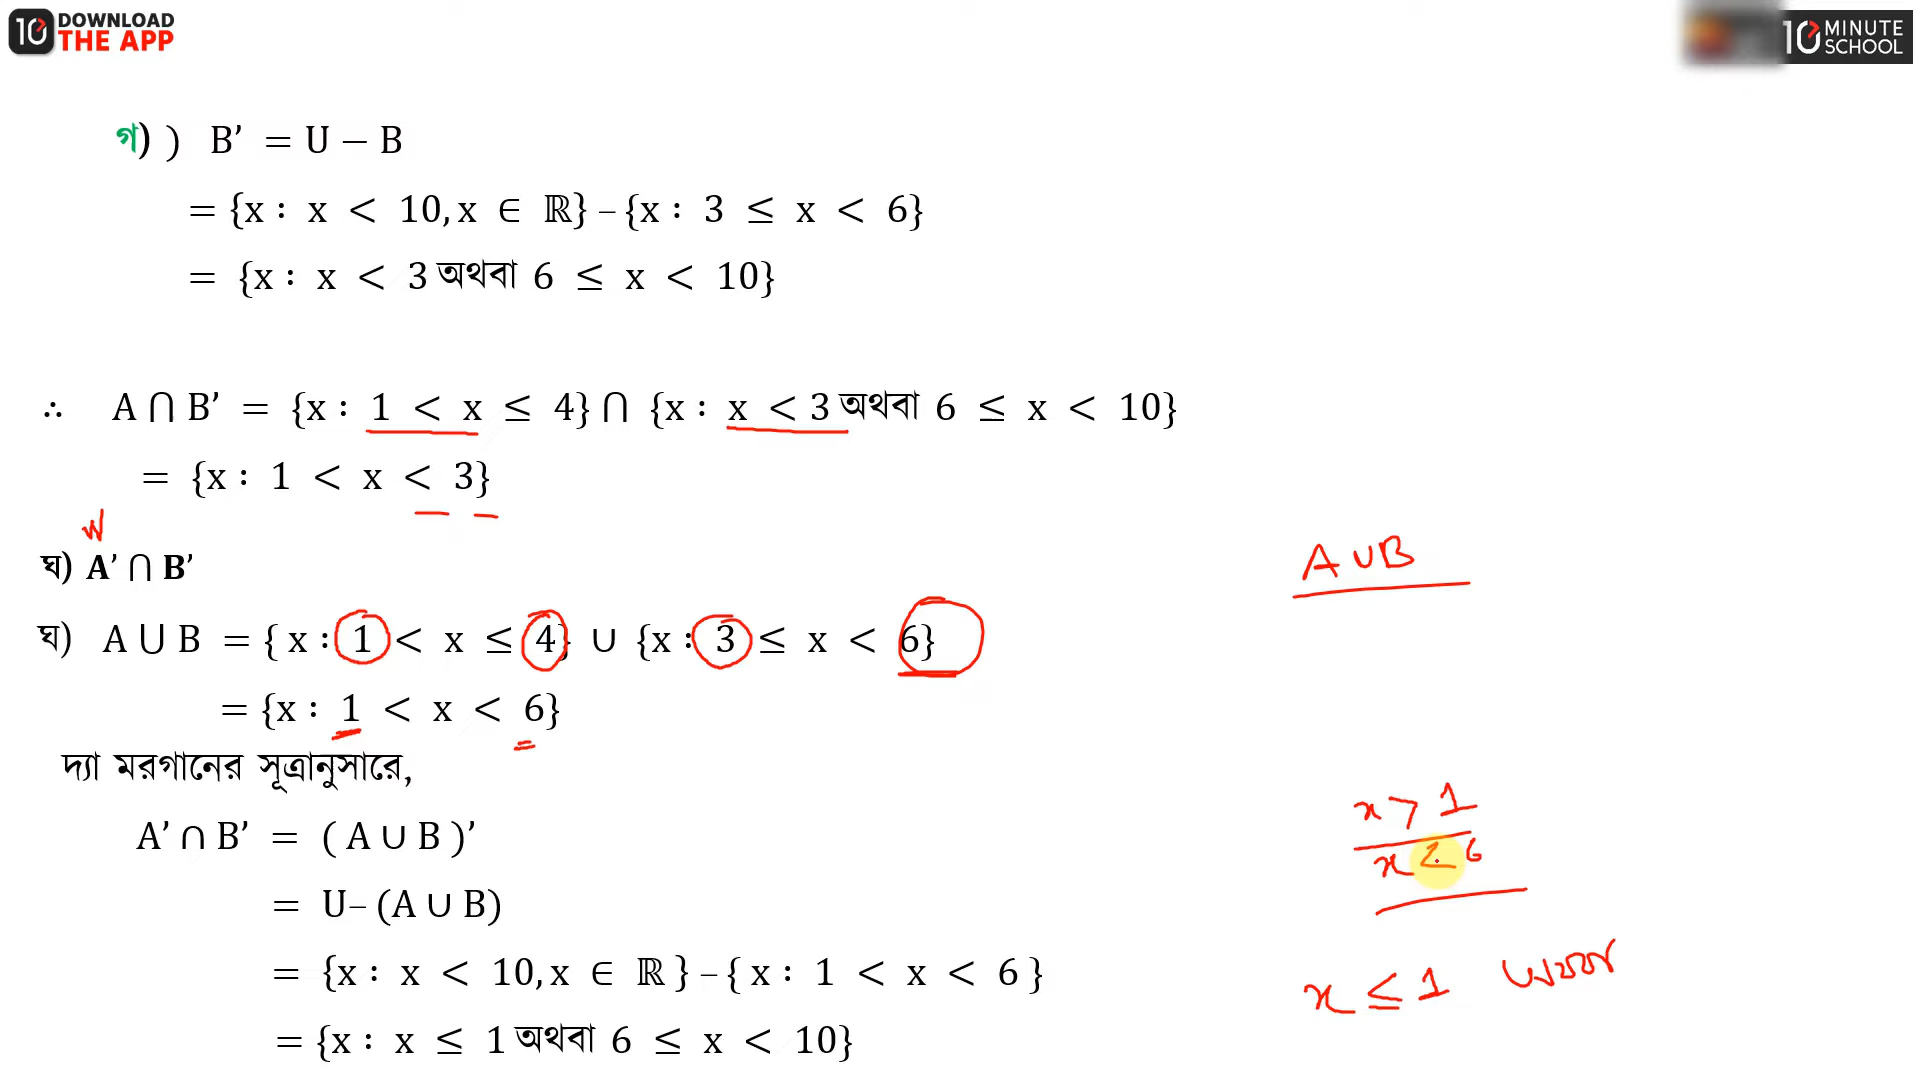 10 DOWNLOAD THE APP
10 MINUTE SCHOOL
গ) ) B’ = U − B
= {x : x < 10, x ∈ ℝ} – {x : 3 ≤ x < 6}
= {x : x < 3 অথবা 6 ≤ x < 10}
∴ A ⋂ B’ = {x : 1 < x ≤ 4} ⋂ {x : x < 3 অথবা 6 ≤ x < 10}
= {x : 1 < x < 3}
ঘ) A’ ⋂ B’
A ∪ B
ঘ) A ⋃ B = { x : 1 < x ≤ 4} ∪ {x : 3 ≤ x < 6}
= {x : 1 < x < 6}
দ্যা মরগানের সূত্রানুসারে,
x > 1
A’ ∩ B’ = ( A ∪ B )’
x < 6
= U– (A ∪ B)
= {x : x < 10, x ∈ ℝ } – { x : 1 < x < 6 }
x ≤ 1 অথবা
= {x : x ≤ 1 অথবা 6 ≤ x < 10}